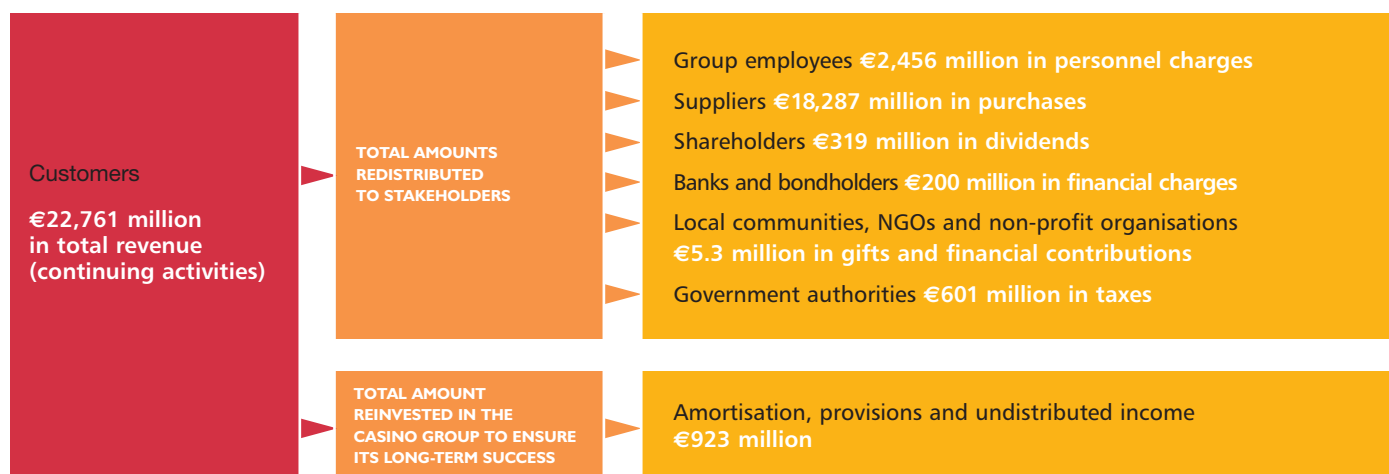 Customers
€22,761 million
in total revenue
(continuing activities)
TOTAL AMOUNTS
REDISTRIBUTED
TO STAKEHOLDERS
Group employees €2,456 million in personnel charges
Suppliers €18,287 million in purchases
Shareholders €319 million in dividends
Banks and bondholders €200 million in financial charges
Local communities, NGOs and non-profit organisations
€5.3 million in gifts and financial contributions
Government authorities €601 million in taxes
TOTAL AMOUNT
REINVESTED IN THE
CASINO GROUP TO ENSURE
ITS LONG-TERM SUCCESS
Amortisation, provisions and undistributed income
€923 million